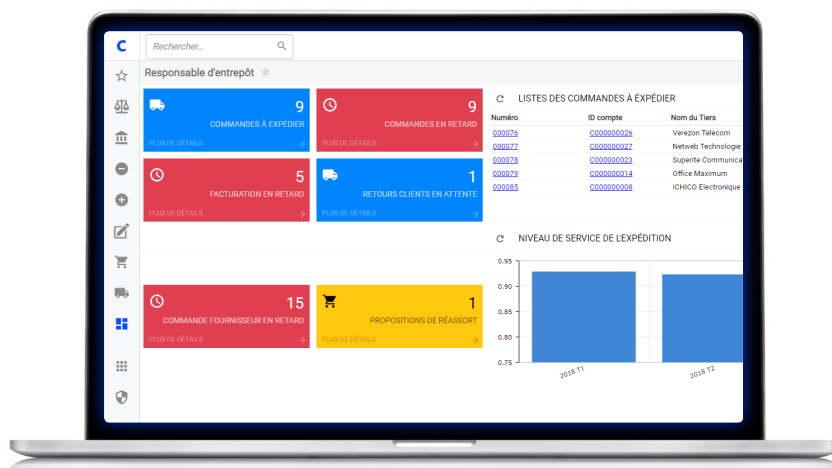 C
Rechercher...
Responsable d'entrepôt
9
COMMANDES À EXPÉDIER
PLUS DE DÉTAILS
9
COMMANDES EN RETARD
PLUS DE DÉTAILS
5
FACTURATION EN RETARD
PLUS DE DÉTAILS
1
RETOURS CLIENTS EN ATTENTE
PLUS DE DÉTAILS
15
COMMANDE FOURNISSEUR EN RETARD
PLUS DE DÉTAILS
1
PROPOSITIONS DE RÉASSORT
PLUS DE DÉTAILS
LISTES DES COMMANDES À EXPÉDIER
Numéro ID compte Nom du Tiers
000076 C000000026 Verezon Telecom
000077 C000000027 Netweb Technologie
000078 C000000023 Superite Communica
000079 C000000014 Office Maximum
000085 C000000008 ICHICO Electronique
NIVEAU DE SERVICE DE L'EXPÉDITION
0.95
0.90
0.85
0.80
0.75
2018 T1 2018 T2